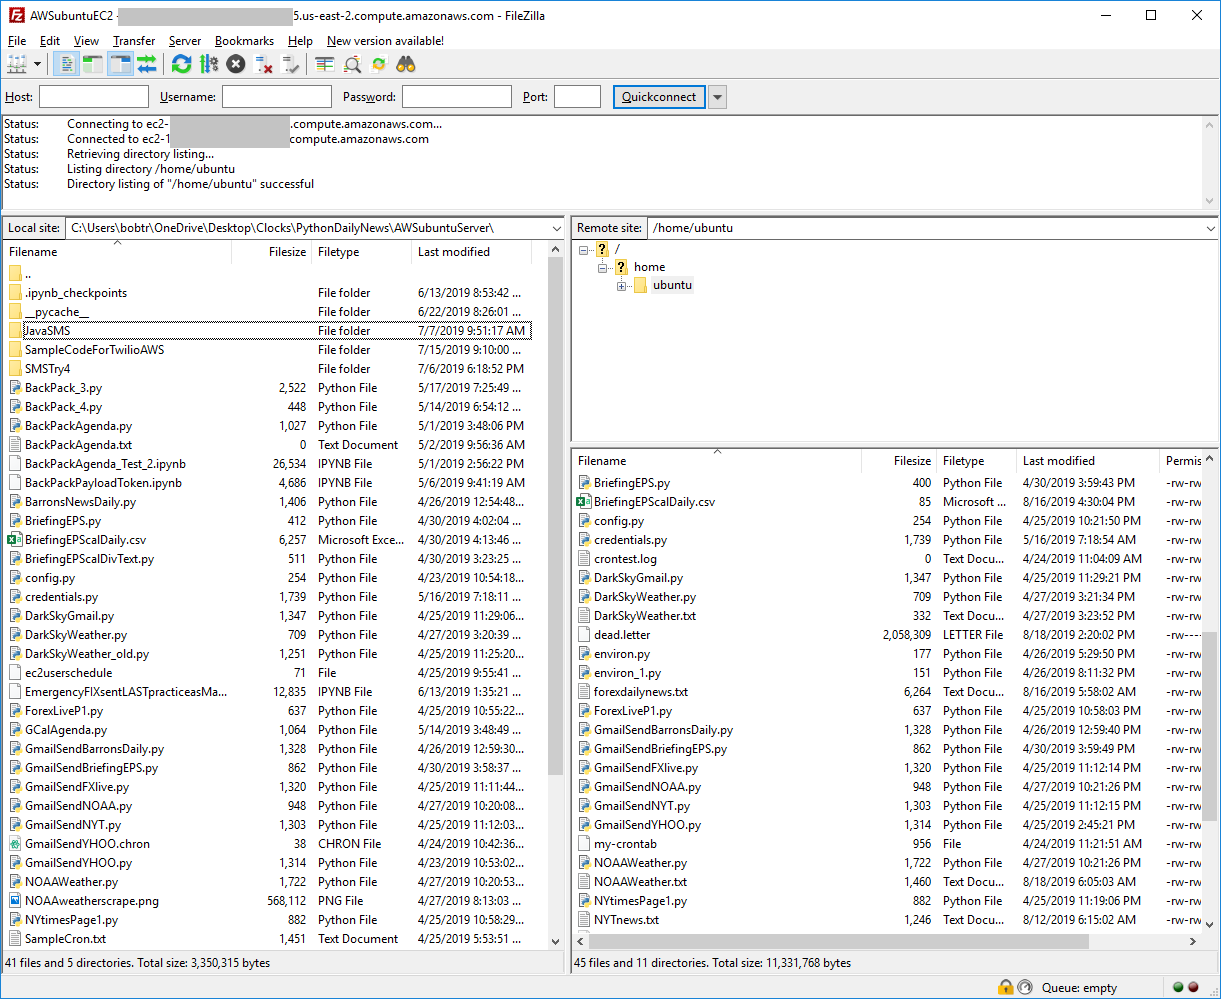 AWSubuntuEC2 - 5.us-east-2.compute.amazonaws.com - FileZilla
File Edit View Transfer Server Bookmarks Help New version available!
Host: Username: Password: Port: Quickconnect
Status: Connecting to ec2- .compute.amazonaws.com...
Status: Connected to ec2-1 compute.amazonaws.com
Status: Retrieving directory listing...
Status: Listing directory /home/ubuntu
Status: Directory listing of "/home/ubuntu" successful
Local site: C:\Users\bobtr\OneDrive\Desktop\Clocks\PythonDailyNews\AWSubuntuServer\
Filename Filesize Filetype Last modified
..
.ipynb_checkpoints File folder 6/13/2019 8:53:42 ...
__pycache__ File folder 6/22/2019 8:26:01 ...
JavaSMS File folder 7/7/2019 9:51:17 AM
SampleCodeForTwilioAWS File folder 7/15/2019 9:10:00 ...
SMSTry4 File folder 7/6/2019 6:18:52 PM
BackPack_3.py 2,522 Python File 5/17/2019 7:25:49 ...
BackPack_4.py 448 Python File 5/14/2019 6:54:12 ...
BackPackAgenda.py 1,027 Python File 5/1/2019 3:48:06 PM
BackPackAgenda.txt 0 Text Document 5/2/2019 9:56:36 AM
BackPackAgenda_Test_2.ipynb 26,534 IPYNB File 5/1/2019 2:56:22 PM
BackPackPayloadToken.ipynb 4,686 IPYNB File 5/6/2019 9:41:19 AM
BarronsNewsDaily.py 1,406 Python File 4/26/2019 12:54:48...
BriefingEPS.py 412 Python File 4/30/2019 4:02:04 ...
BriefingEPScalDaily.csv 6,257 Microsoft Exce... 4/30/2019 4:13:46 ...
BriefingEPScalDivText.py 511 Python File 4/30/2019 3:23:25 ...
config.py 254 Python File 4/23/2019 10:54:18...
credentials.py 1,739 Python File 5/16/2019 7:18:11 ...
DarkSkyGmail.py 1,347 Python File 4/25/2019 11:29:06...
DarkSkyWeather.py 709 Python File 4/27/2019 3:20:39 ...
DarkSkyWeather_old.py 1,251 Python File 4/25/2019 11:25:20...
ec2userschedule 71 File 4/25/2019 9:55:41 ...
EmergencyFIXsentLASTpracticeasMa... 12,835 IPYNB File 6/13/2019 1:35:21 ...
ForexLiveP1.py 637 Python File 4/25/2019 10:55:22...
GCalAgenda.py 1,064 Python File 5/14/2019 3:48:49 ...
GmailSendBarronsDaily.py 1,328 Python File 4/26/2019 12:59:30...
GmailSendBriefingEPS.py 862 Python File 4/30/2019 3:58:37 ...
GmailSendFXlive.py 1,320 Python File 4/25/2019 11:11:44...
GmailSendNOAA.py 948 Python File 4/27/2019 10:20:08...
GmailSendNYT.py 1,303 Python File 4/25/2019 11:12:03...
GmailSendYHOO.chron 38 CHRON File 4/24/2019 10:42:36...
GmailSendYHOO.py 1,314 Python File 4/23/2019 10:53:02...
NOAAWeather.py 1,722 Python File 4/27/2019 10:20:53...
NOAAweatherscrape.png 568,112 PNG File 4/27/2019 8:13:03 ...
NYtimesPage1.py 882 Python File 4/25/2019 10:58:29...
SampleCron.txt 1,451 Text Document 4/25/2019 5:53:51 ...
41 files and 5 directories. Total size: 3,350,315 bytes
Remote site: /home/ubuntu
/
home
ubuntu
Filename Filesize Filetype Last modified Permis
BriefingEPS.py 400 Python File 4/30/2019 3:59:43 PM -rw-rw
BriefingEPScalDaily.csv 85 Microsoft ... 8/16/2019 4:30:04 PM -rw-rw
config.py 254 Python File 4/25/2019 10:21:50 PM -rw-rw
credentials.py 1,739 Python File 5/16/2019 7:18:54 AM -rw-rw
crontest.log 0 Text Docu... 4/24/2019 11:04:09 AM -rw-rw
DarkSkyGmail.py 1,347 Python File 4/25/2019 11:29:21 PM -rw-rw
DarkSkyWeather.py 709 Python File 4/27/2019 3:21:34 PM -rw-rw
DarkSkyWeather.txt 332 Text Docu... 4/27/2019 3:23:52 PM -rw-rw
dead.letter 2,058,309 LETTER File 8/18/2019 2:20:02 PM -rw----
environ.py 177 Python File 4/26/2019 5:29:50 PM -rw-rw
environ_1.py 151 Python File 4/26/2019 8:11:32 PM -rw-rw
forexdailynews.txt 6,264 Text Docu... 8/16/2019 5:58:02 AM -rw-rw
ForexLiveP1.py 637 Python File 4/25/2019 10:58:03 PM -rw-rw
GmailSendBarronsDaily.py 1,328 Python File 4/26/2019 12:59:40 PM -rw-rw
GmailSendBriefingEPS.py 862 Python File 4/30/2019 3:59:49 PM -rw-rw
GmailSendFXlive.py 1,320 Python File 4/25/2019 11:12:14 PM -rw-rw
GmailSendNOAA.py 948 Python File 4/27/2019 10:21:26 PM -rw-rw
GmailSendNYT.py 1,303 Python File 4/25/2019 11:12:15 PM -rw-rw
GmailSendYHOO.py 1,314 Python File 4/25/2019 2:45:21 PM -rw-rw
my-crontab 956 File 4/24/2019 11:21:51 AM -rw-rw
NOAAWeather.py 1,722 Python File 4/27/2019 10:21:26 PM -rw-rw
NOAAWeather.txt 1,460 Text Docu... 8/18/2019 6:05:03 AM -rw-rw
NYtimesPage1.py 882 Python File 4/25/2019 11:19:06 PM -rw-rw
NYTnews.txt 1,246 Text Docu... 8/12/2019 6:15:02 AM -rw-rw
45 files and 11 directories. Total size: 11,331,768 bytes
Queue: empty